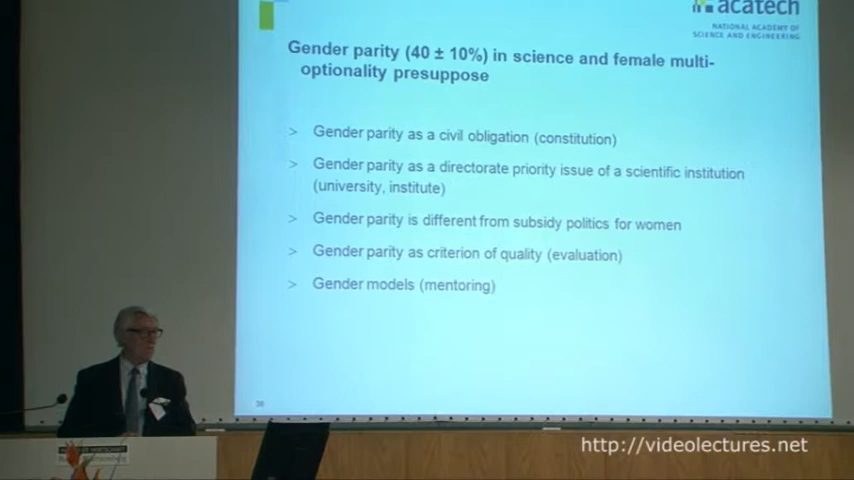 acatech
NATIONAL ACADEMY OF
SCIENCE AND ENGINEERING
Gender parity (40 ± 10%) in science and female multi-
optionality presuppose
> Gender parity as a civil obligation (constitution)
> Gender parity as a directorate priority issue of a scientific institution
(university, institute)
> Gender parity is different from subsidy politics for women
> Gender parity as criterion of quality (evaluation)
> Gender models (mentoring)
http://videolectures.net